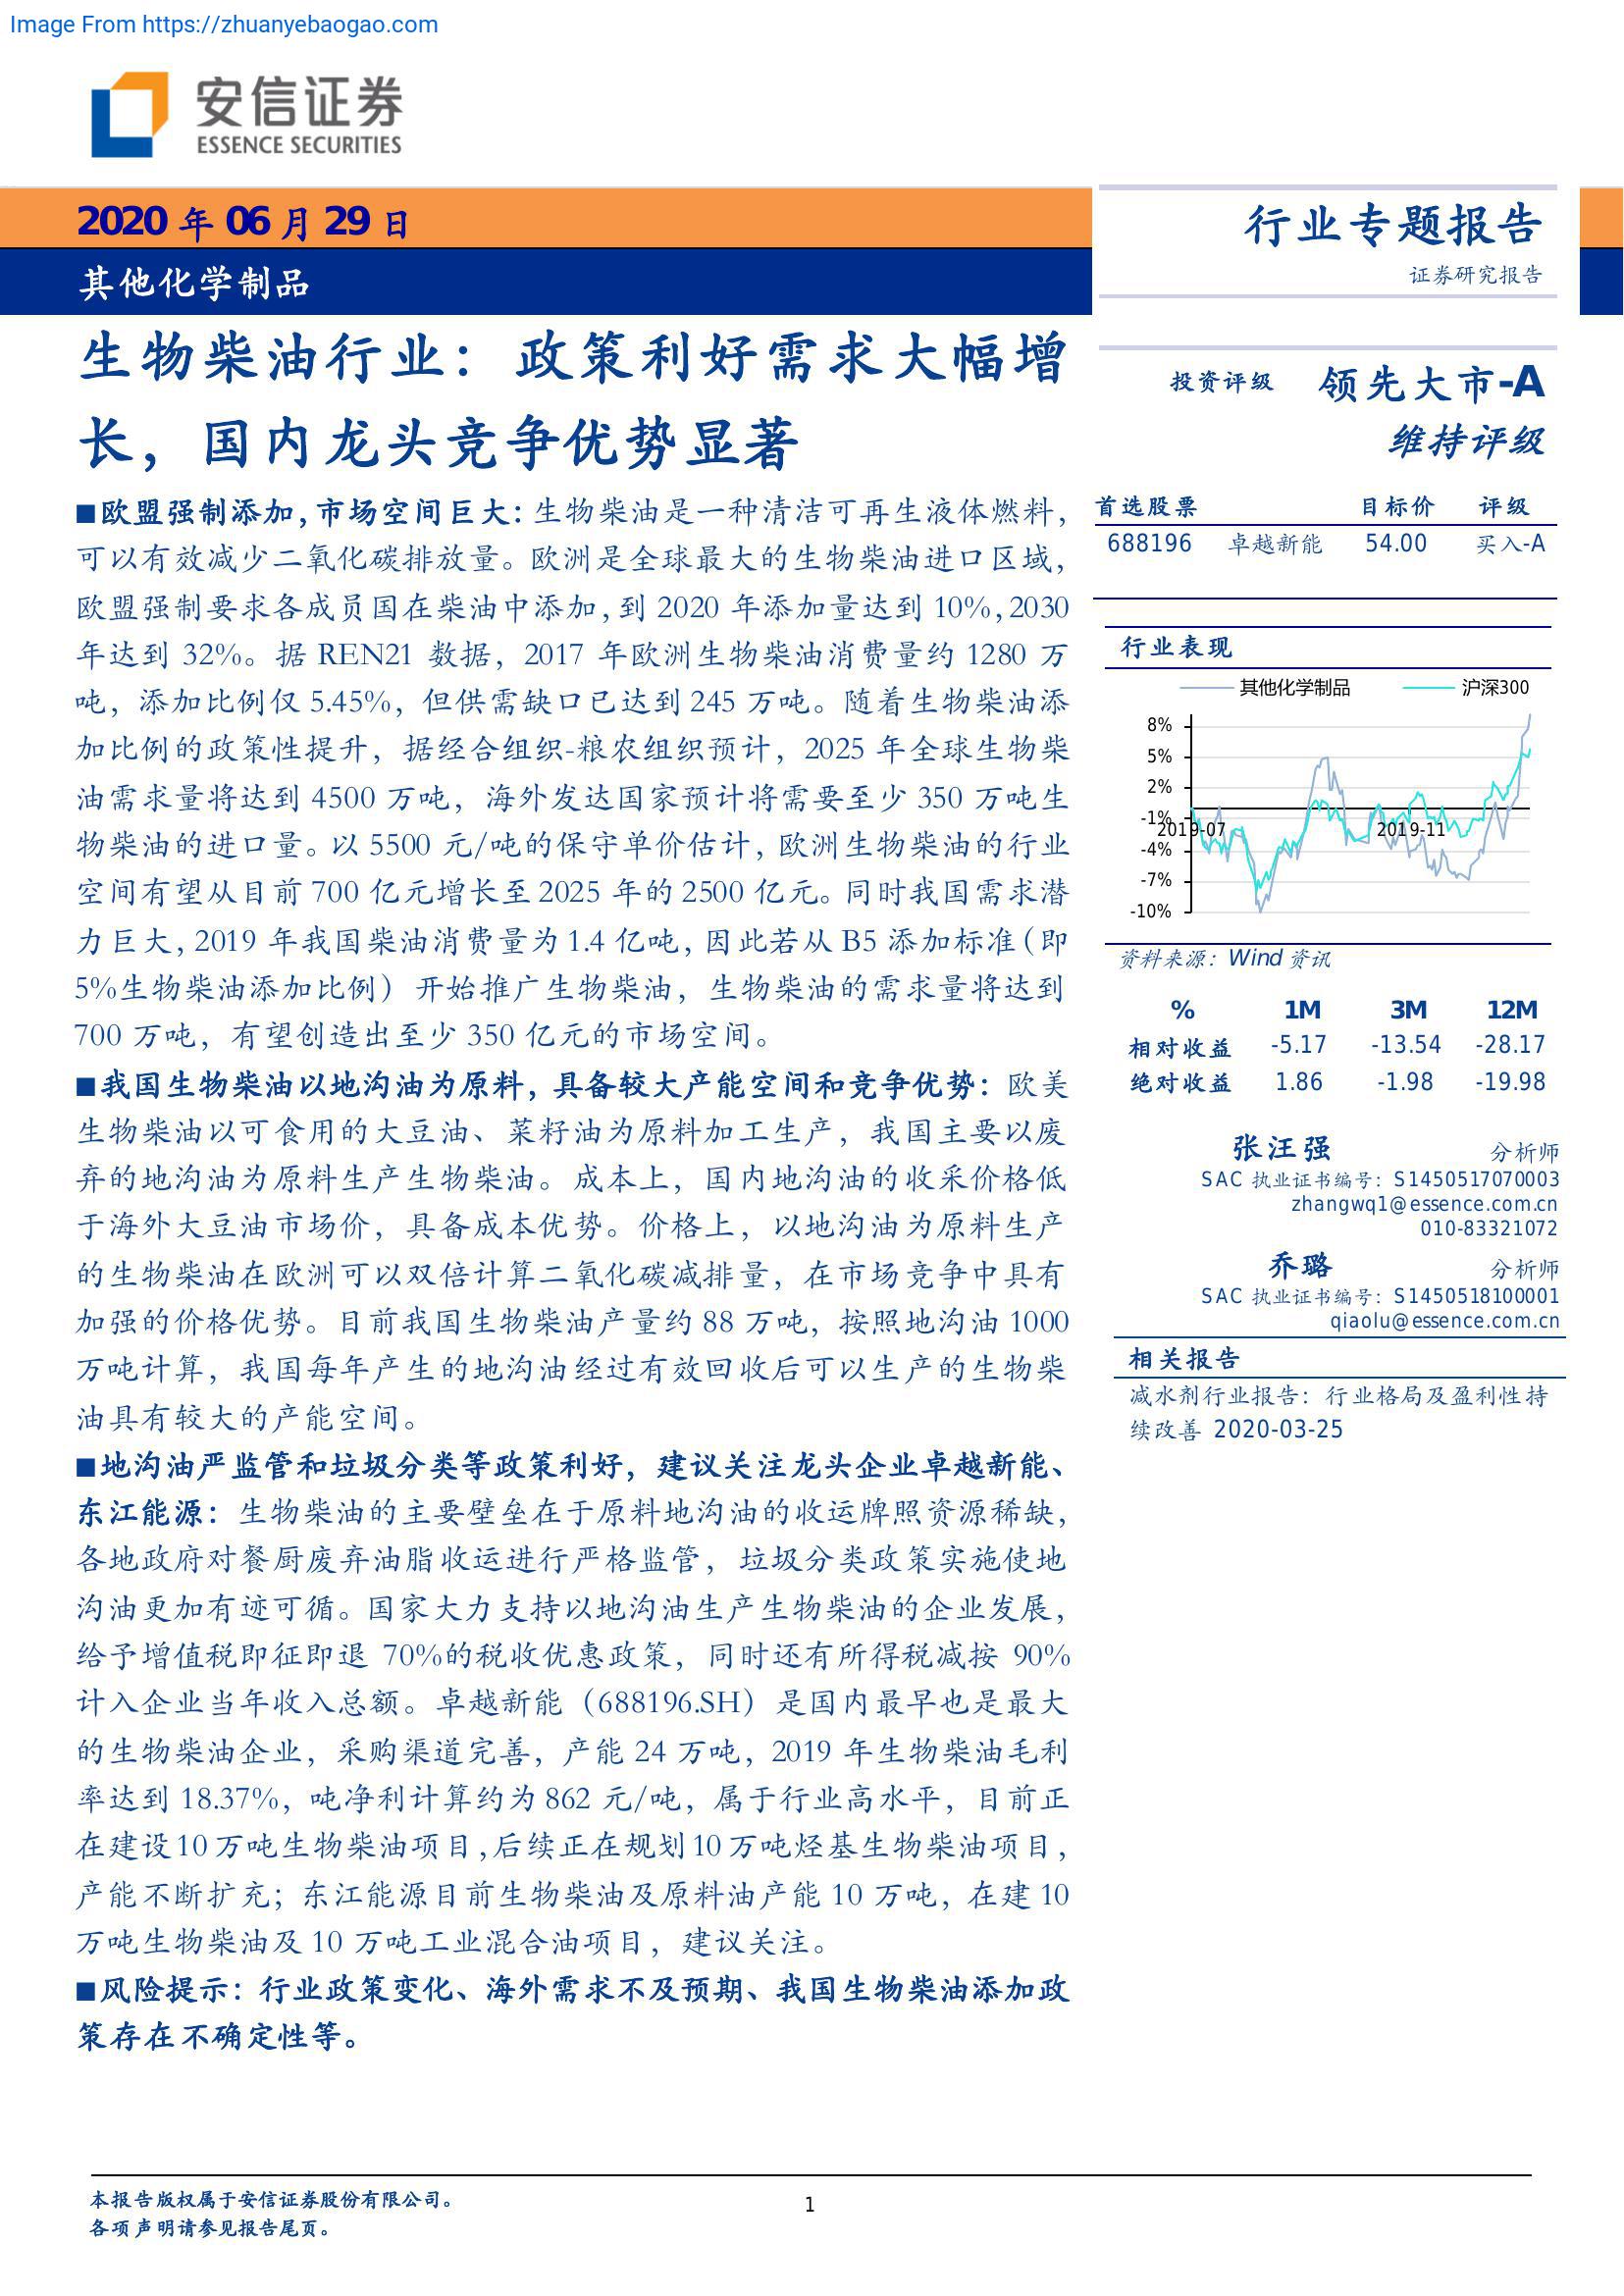 Image From https://zhuanyebaogao.com
安信证券
ESSENCE SECURITIES
2020 年 06 月 29 日
其他化学制品
行业专题报告
证券研究报告
生物柴油行业：政策利好需求大幅增
长，国内龙头竞争优势显著
■欧盟强制添加，市场空间巨大：生物柴油是一种清洁可再生液体燃料，
可以有效减少二氧化碳排放量。欧洲是全球最大的生物柴油进口区域，
欧盟强制要求各成员国在柴油中添加，到 2020 年添加量达到 10%，2030
年达到 32%。据 REN21 数据，2017 年欧洲生物柴油消费量约 1280 万
吨，添加比例仅 5.45%，但供需缺口已达到 245 万吨。随着生物柴油添
加比例的政策性提升，据经合组织-粮农组织预计，2025 年全球生物柴
油需求量将达到 4500 万吨，海外发达国家预计将需要至少 350 万吨生
物柴油的进口量。以 5500 元/吨的保守单价估计，欧洲生物柴油的行业
空间有望从目前 700 亿元增长至 2025 年的 2500 亿元。同时我国需求潜
力巨大，2019 年我国柴油消费量为 1.4 亿吨，因此若从 B5 添加标准（即
5%生物柴油添加比例）开始推广生物柴油，生物柴油的需求量将达到
700 万吨，有望创造出至少 350 亿元的市场空间。
■我国生物柴油以地沟油为原料，具备较大产能空间和竞争优势：欧美
生物柴油以可食用的大豆油、菜籽油为原料加工生产，我国主要以废
弃的地沟油为原料生产生物柴油。成本上，国内地沟油的收采价格低
于海外大豆油市场价，具备成本优势。价格上，以地沟油为原料生产
的生物柴油在欧洲可以双倍计算二氧化碳减排量，在市场竞争中具有
加强的价格优势。目前我国生物柴油产量约 88 万吨，按照地沟油 1000
万吨计算，我国每年产生的地沟油经过有效回收后可以生产的生物柴
油具有较大的产能空间。
■地沟油严监管和垃圾分类等政策利好，建议关注龙头企业卓越新能、
东江能源：生物柴油的主要壁垒在于原料地沟油的收运牌照资源稀缺，
各地政府对餐厨废弃油脂收运进行严格监管，垃圾分类政策实施使地
沟油更加有迹可循。国家大力支持以地沟油生产生物柴油的企业发展，
给予增值税即征即退 70%的税收优惠政策，同时还有所得税减按 90%
计入企业当年收入总额。卓越新能（688196.SH）是国内最早也是最大
的生物柴油企业，采购渠道完善，产能 24 万吨，2019 年生物柴油毛利
率达到 18.37%，吨净利计算约为 862 元/吨，属于行业高水平，目前正
在建设 10 万吨生物柴油项目，后续正在规划 10 万吨烃基生物柴油项目，
产能不断扩充；东江能源目前生物柴油及原料油产能 10 万吨，在建 10
万吨生物柴油及 10 万吨工业混合油项目，建议关注。
■风险提示：行业政策变化、海外需求不及预期、我国生物柴油添加政
策存在不确定性等。
投资评级 领先大市-A
维持评级
首选股票 目标价 评级
688196 卓越新能 54.00 买入-A
行业表现
其他化学制品 沪深300
8%
5%
2%
-1%
2019-07 2019-11
-4%
-7%
-10%
资料来源：Wind 资讯
% 1M 3M 12M
相对收益 -5.17 -13.54 -28.17
绝对收益 1.86 -1.98 -19.98
张汪强 分析师
SAC 执业证书编号：S1450517070003
zhangwq1@essence.com.cn
010-83321072
乔璐 分析师
SAC 执业证书编号：S1450518100001
qiaolu@essence.com.cn
相关报告
减水剂行业报告：行业格局及盈利性持
续改善 2020-03-25
本报告版权属于安信证券股份有限公司。
各项声明请参见报告尾页。
1